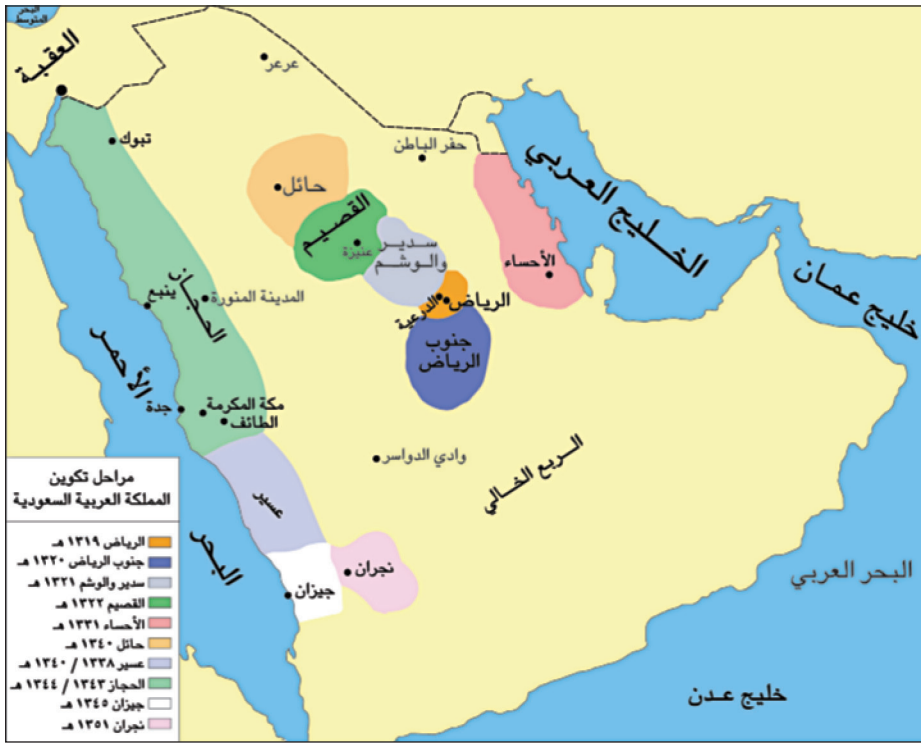 البحر
المتوسط
العقبة
عرعر
تبوك
حفر الباطن
حائل
القصيم
عنيزة
سدير
والوشم
الأحساء
الخليج العربي
خليج عمان
الرياض
الدرعية
جنوب
الرياض
الحجاز
ينبع
المدينة المنورة
مكة المكرمة
جدة
الطائف
وادي الدواسر
الربع الخالي
عسير
نجران
جيزان
البحر الأحمر
البحر العربي
خليج عدن
مراحل تكوين
المملكة العربية السعودية
الرياض ١٣١٩ هـ
جنوب الرياض ١٣٢٠ هـ
سدير والوشم ١٣٢١ هـ
القصيم ١٣٢٢ هـ
الأحساء ١٣٣١ هـ
حائل ١٣٤٠ هـ
عسير ١٣٣٨ / ١٣٤٠ هـ
الحجاز ١٣٤٣ / ١٣٤٤ هـ
جيزان ١٣٤٥ هـ
نجران ١٣٥١ هـ